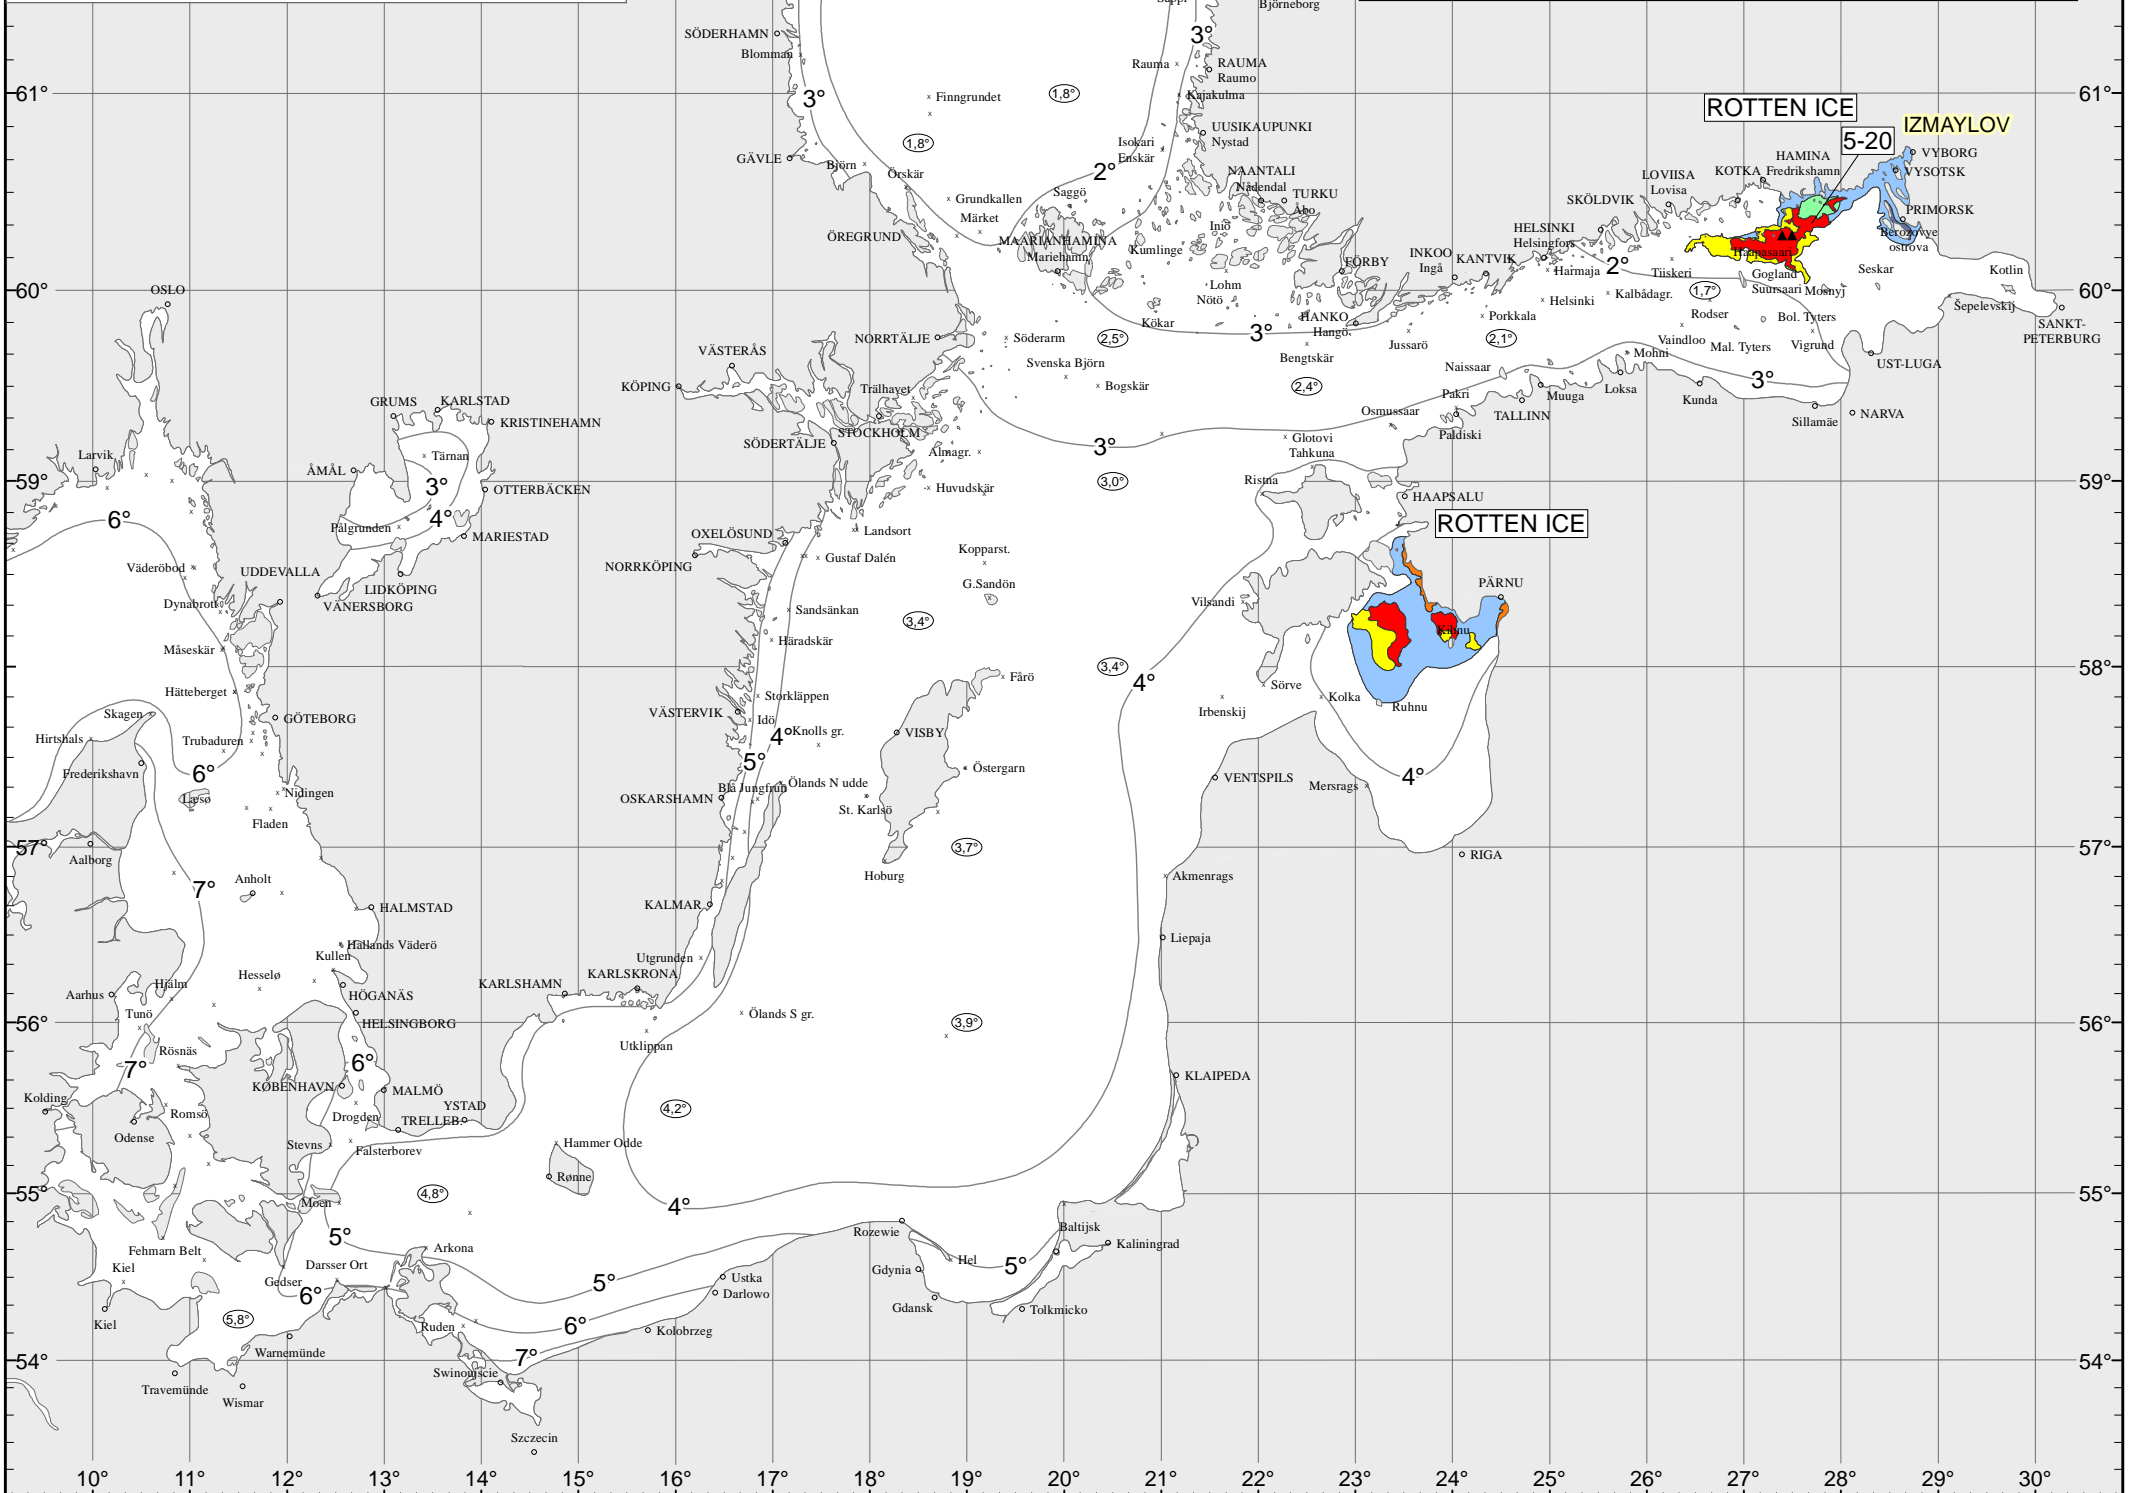 Björneborg
SÖDERHAMN
Blomman
3°
Rauma
RAUMA
Raumo
61°
3°
Finngrundet
1,8°
Kajakulma
ROTTEN ICE
61°
IZMAYLOV
5-20
UUSIKAUPUNKI
Nystad
1,8°
Isokari
Enskär
GÄVLE
Björn
Örskär
2°
NAANTALI
Nådendal
HAMINA
Fredrikshamn
KOTKA
LOVIISA
Lovisa
VYBORG
VYSOTSK
Saggö
TURKU
Åbo
SKÖLDVIK
Grundkallen
Märket
PRIMORSK
Berozovye
ostrova
ÖREGRUND
MAARIANHAMINA
Mariehamn
Kumlinge
Iniö
HELSINKI
Helsingfors
INKOO
Ingå
KANTVIK
FÖRBY
Harmaja
2°
Haapasaari
Tiiskeri
Gogland
Suursaari
Mosnyj
Seskar
Kotlin
OSLO
60°
Lohm
Nötö
Helsinki
Kalbådagr.
1,7°
Rodser
60°
Šepelevskij
Kökar
3°
HANKO
Hangö
Porkkala
Bol. Tyters
SANKT-
PETERBURG
NORRTÄLJE
Söderarm
2,5°
Jussarö
2,1°
Vaindloo
Mal. Tyters
Vigrund
VÄSTERÅS
Svenska Björn
Bengtskär
Naissaar
Mohni
UST-LUGA
KÖPING
Trälhavet
Bogskär
2,4°
Pakri
Muuga
Loksa
3°
Kunda
GRUMS
KARLSTAD
KRISTINEHAMN
Osmussaar
TALLINN
Sillamäe
NARVA
SÖDERTÄLJE
STOCKHOLM
3°
Glotovi
Tahkuna
Paldiski
Larvik
Tärnan
ÅMÅL
Almagr.
59°
3°
OTTERBÄCKEN
Huvudskär
3,0°
Ristna
HAAPSALU
59°
6°
Pålgrunden
4°
MARIESTAD
OXELÖSUND
Landsort
ROTTEN ICE
Väderöbod
UDDEVALLA
LIDKÖPING
VÄNERSBORG
NORRKÖPING
Gustaf Dalén
Kopparst.
G.Sandön
PÄRNU
Dynabrott
Sandsänkan
3,4°
Vilsandi
Måseskär
Häradskär
Kihnu
58°
3,4°
58°
Hätteberget
Fårö
4°
Sörve
Kolka
Ruhnu
Irbenskij
Skagen
GÖTEBORG
VÄSTERVIK
Storkläppen
Idö
Hirtshals
Trubaduren
4°
Knolls gr.
VISBY
Frederikshavn
6°
5°
Östergarn
VENTSPILS
4°
Mersrags
Læsø
Nidingen
OSKARSHAMN
Blå Jungfrun
Ölands N udde
St. Karlsö
Fladen
57°
Aalborg
3,7°
RIGA
57°
Anholt
7°
Hoburg
Akmenrags
HALMSTAD
KALMAR
Hallands Väderö
Kullen
Liepaja
Utgrunden
Hesselø
Hjälm
Aarhus
HÖGANÄS
KARLSHAMN
KARLSKRONA
Tunö
HELSINGBORG
Ölands S gr.
3,9°
56°
56°
Utklippan
Rösnäs
7°
6°
KØBENHAVN
MALMÖ
KLAIPEDA
Kolding
Romsö
Drogden
YSTAD
TRELLEB.
4,2°
Odense
Stevns
Falsterborev
Hammer Odde
Rønne
55°
4,8°
55°
Moen
4°
5°
Rozewie
Baltijsk
Kaliningrad
Fehmarn Belt
Arkona
Kiel
Darsser Ort
Hel
5°
Gedser
6°
5°
Ustka
Darlowo
Gdynia
Gdansk
Tolkmicko
Kiel
5,8°
Ruden
6°
Kolobrzeg
Warnemünde
54°
7°
54°
Swinoujscie
Travemünde
Wismar
Szczecin
10° 11° 12° 13° 14° 15° 16° 17° 18° 19° 20° 21° 22° 23° 24° 25° 26° 27° 28° 29° 30°